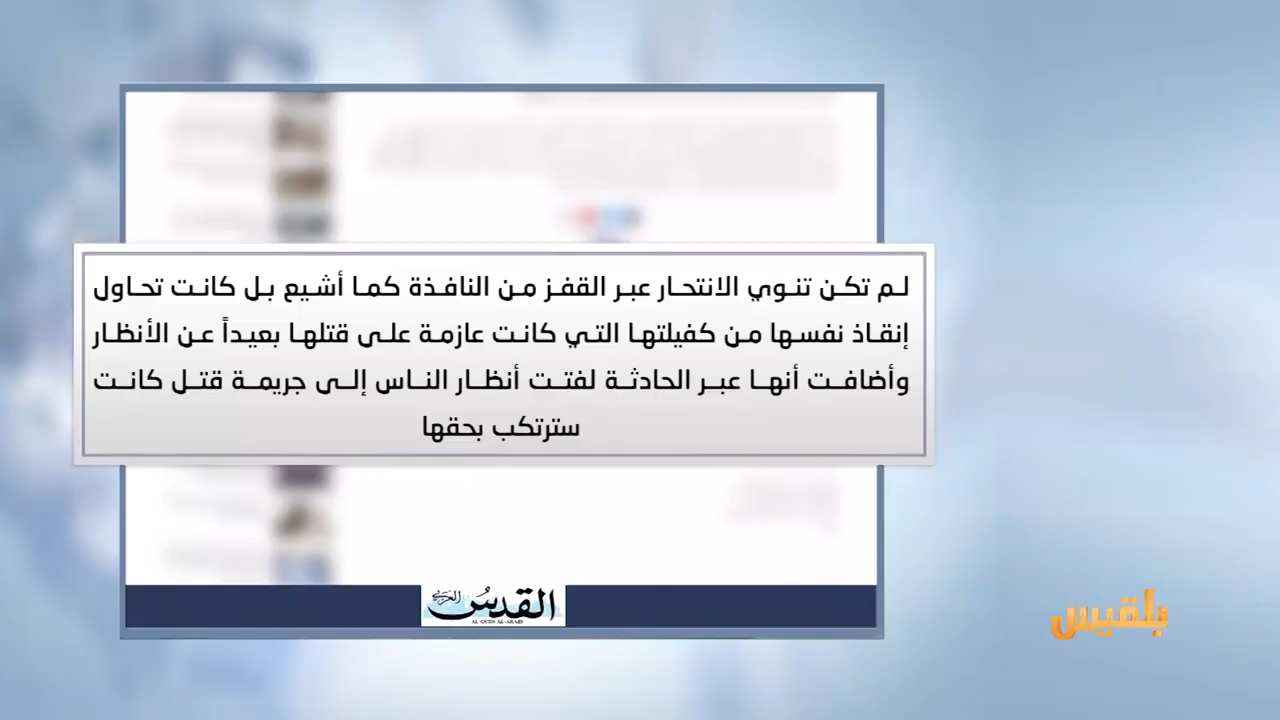 لم تكن تنوي الانتحار عبر القفز من النافذة كما أشيع بل كانت تحاول
إنقاذ نفسها من كفيلتها التي كانت عازمة على قتلها بعيداً عن الأنظار
وأضافت أنها عبر الحادثة لفتت أنظار الناس إلى جريمة قتل كانت
سترتكب بحقها
القدس العربي
AL-QUDS AL-ARABI
بلقيس